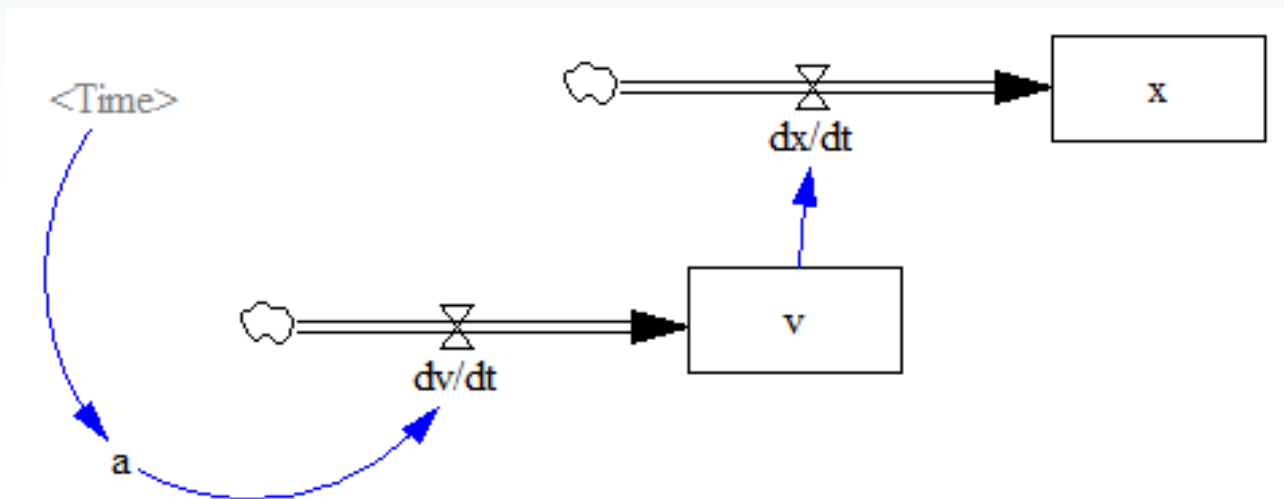 <Time>
x
dx/dt
v
dv/dt
a